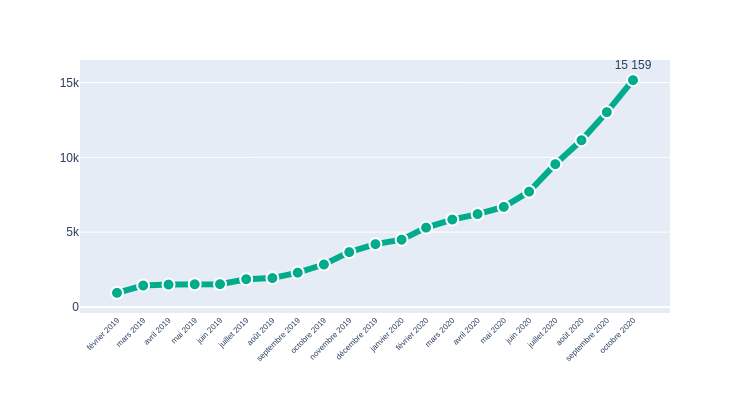 15 159
15k
10k
5k
0
février 2019
mars 2019
avril 2019
mai 2019
juin 2019
juillet 2019
août 2019
septembre 2019
octobre 2019
novembre 2019
décembre 2019
janvier 2020
février 2020
mars 2020
avril 2020
mai 2020
juin 2020
juillet 2020
août 2020
septembre 2020
octobre 2020